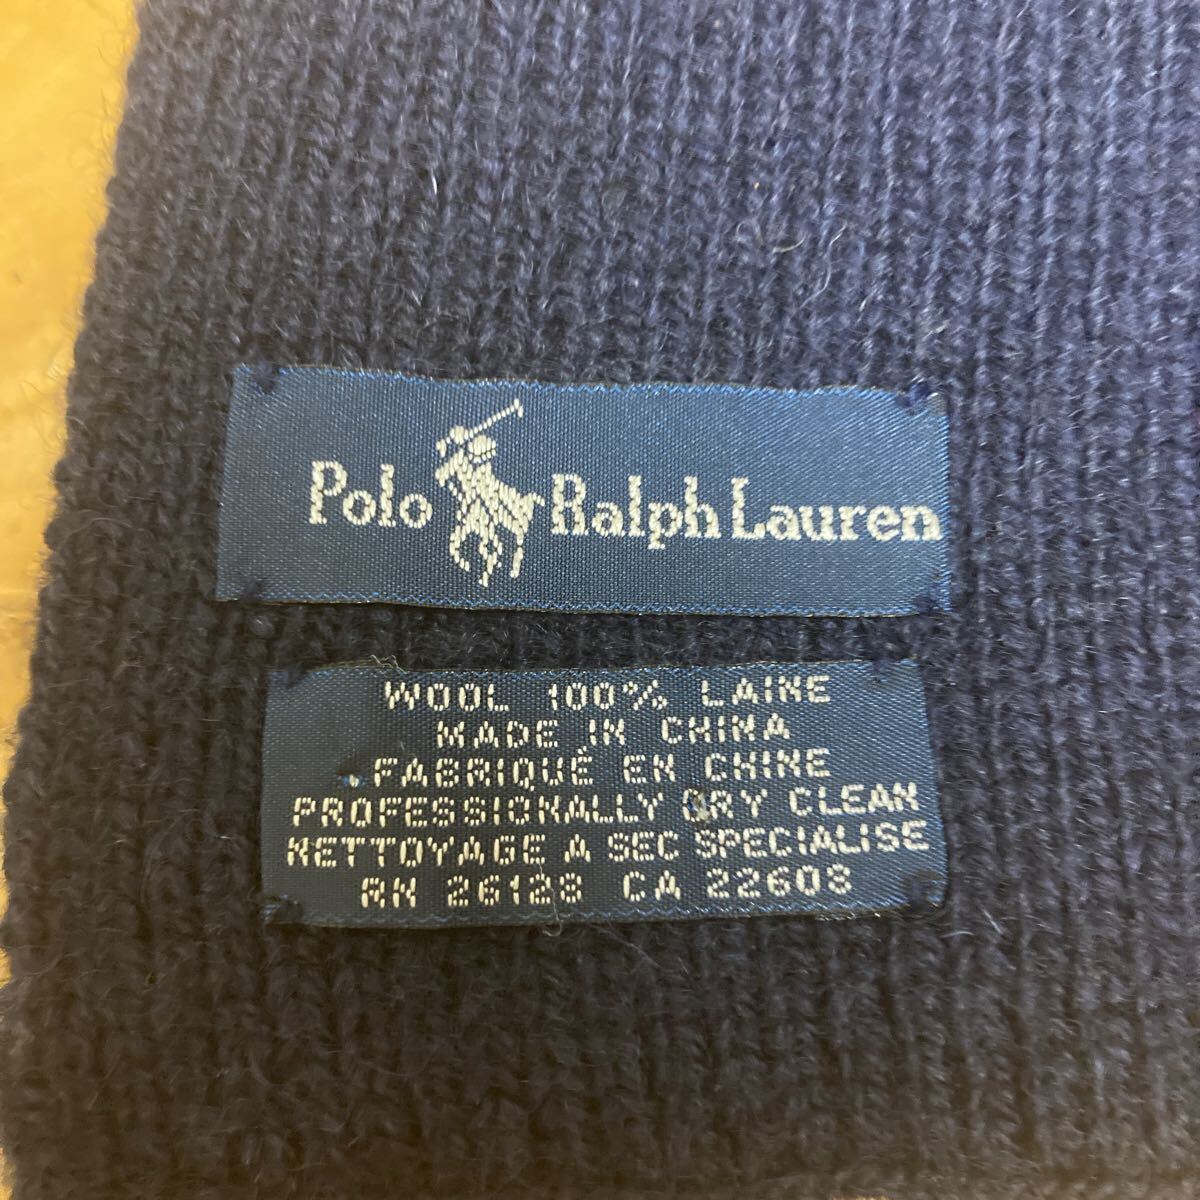 Polo Ralph Lauren
WOOL 100% LAINE
MADE IN CHINA
FABRIQUÉ EN CHINE
PROFESSIONALLY DRY CLEAN
NETTOYAGE A SEC SPECIALISE
RN 26128 CA 22608